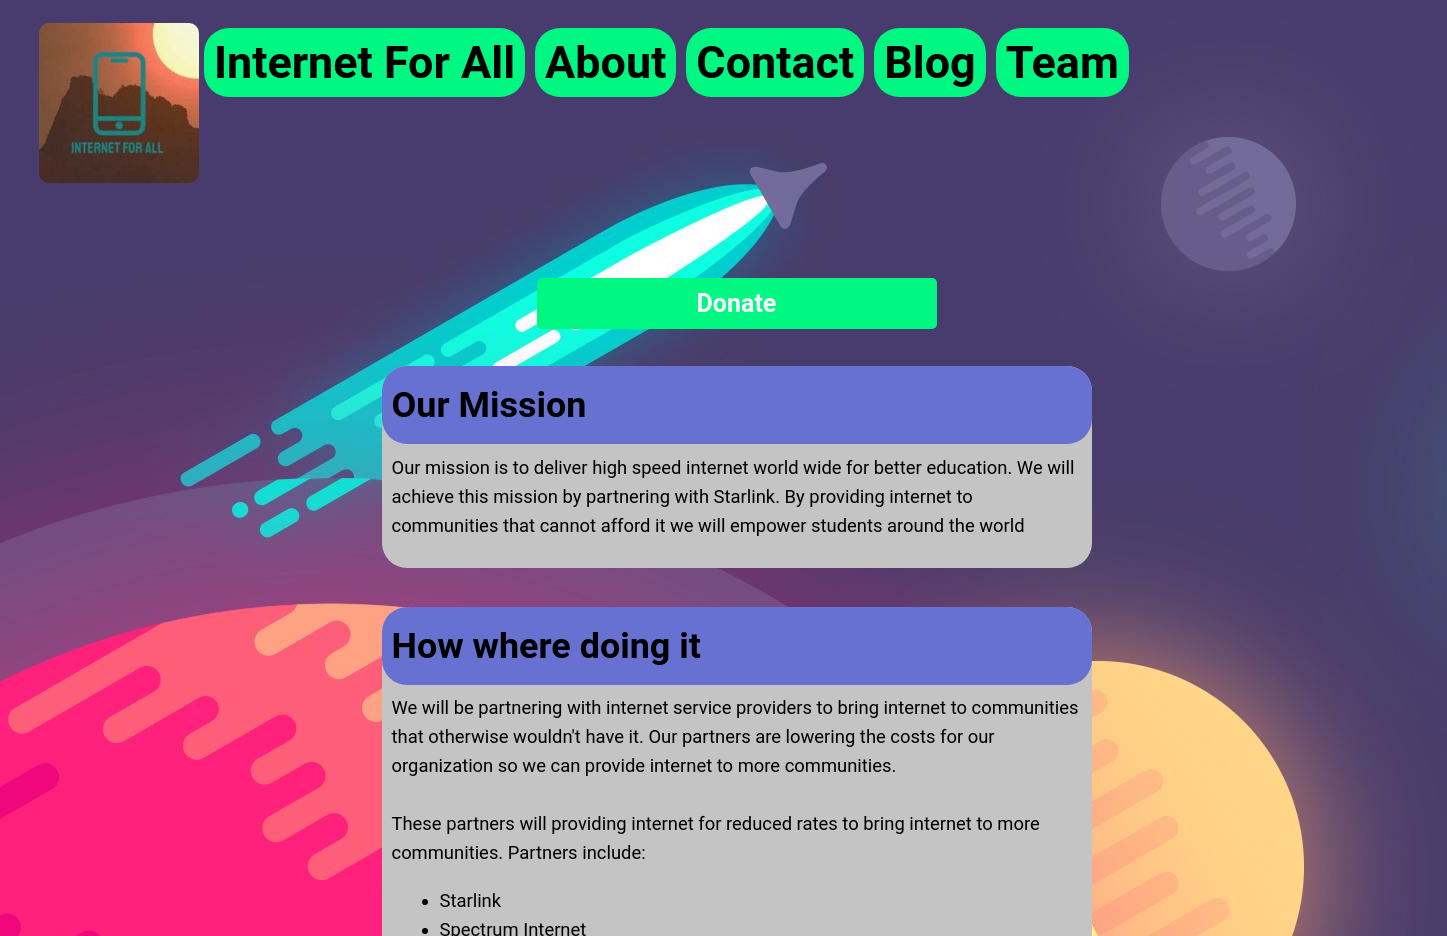 INTERNET FOR ALL
Internet For All About Contact Blog Team
Donate
Our Mission
Our mission is to deliver high speed internet world wide for better education. We will
achieve this mission by partnering with Starlink. By providing internet to
communities that cannot afford it we will empower students around the world
How where doing it
We will be partnering with internet service providers to bring internet to communities
that otherwise wouldn't have it. Our partners are lowering the costs for our
organization so we can provide internet to more communities.
These partners will providing internet for reduced rates to bring internet to more
communities. Partners include:
• Starlink
• Spectrum Internet